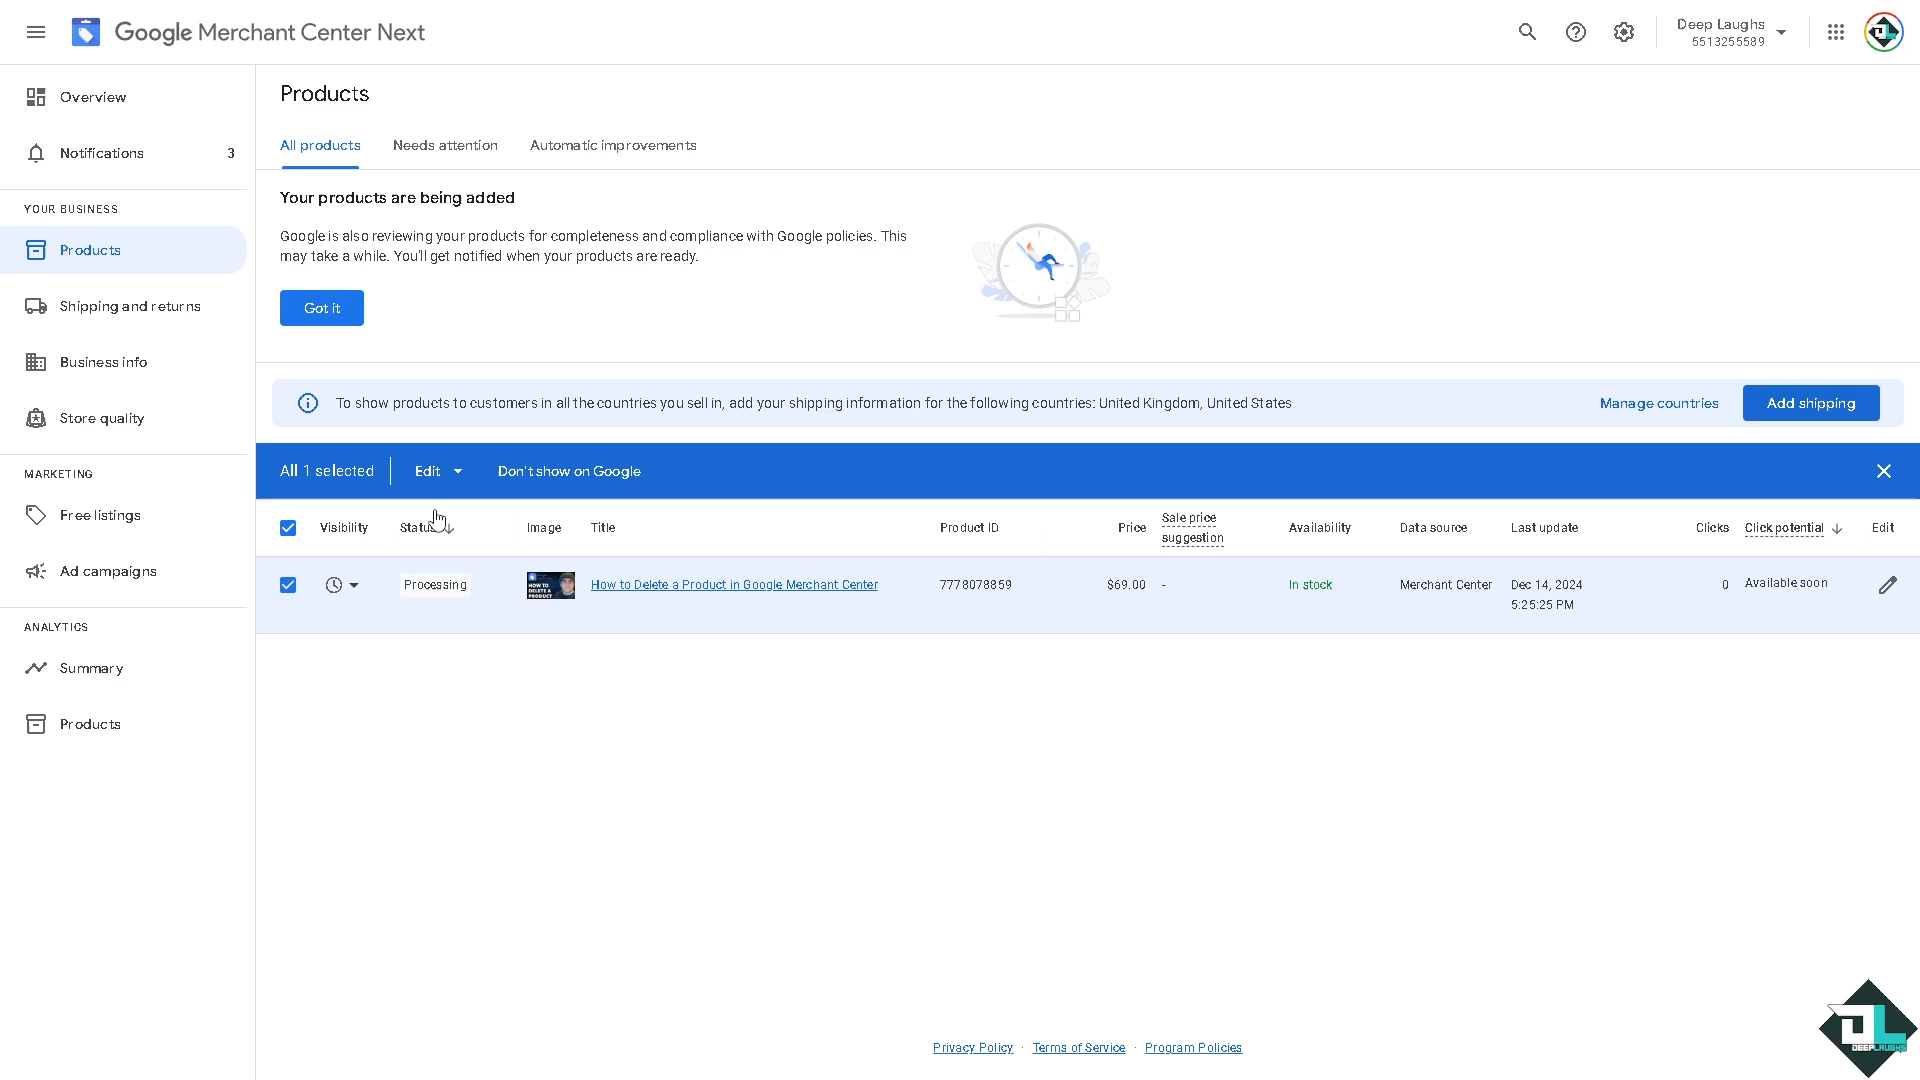 Google Merchant Center Next
Deep Laughs
5513255589
Overview
Notifications 3
YOUR BUSINESS
Products
Shipping and returns
Business info
Store quality
MARKETING
Free listings
Ad campaigns
ANALYTICS
Summary
Products
Products
All products Needs attention Automatic improvements
Your products are being added
Google is also reviewing your products for completeness and compliance with Google policies. This
may take a while. You'll get notified when your products are ready.
Got it
To show products to customers in all the countries you sell in, add your shipping information for the following countries: United Kingdom, United States
Manage countries
Add shipping
All 1 selected Edit Don't show on Google
Visibility Status Image Title Product ID Price Sale price suggestion Availability Data source Last update Clicks Click potential Edit
Processing
HOW TO
DELETE A
PRODUCT
How to Delete a Product in Google Merchant Center 7778078859 $69.00 - In stock Merchant Center Dec 14, 2024 0 Available soon
5:25:25 PM
Privacy Policy · Terms of Service · Program Policies
DL
DEEPLAUGHS